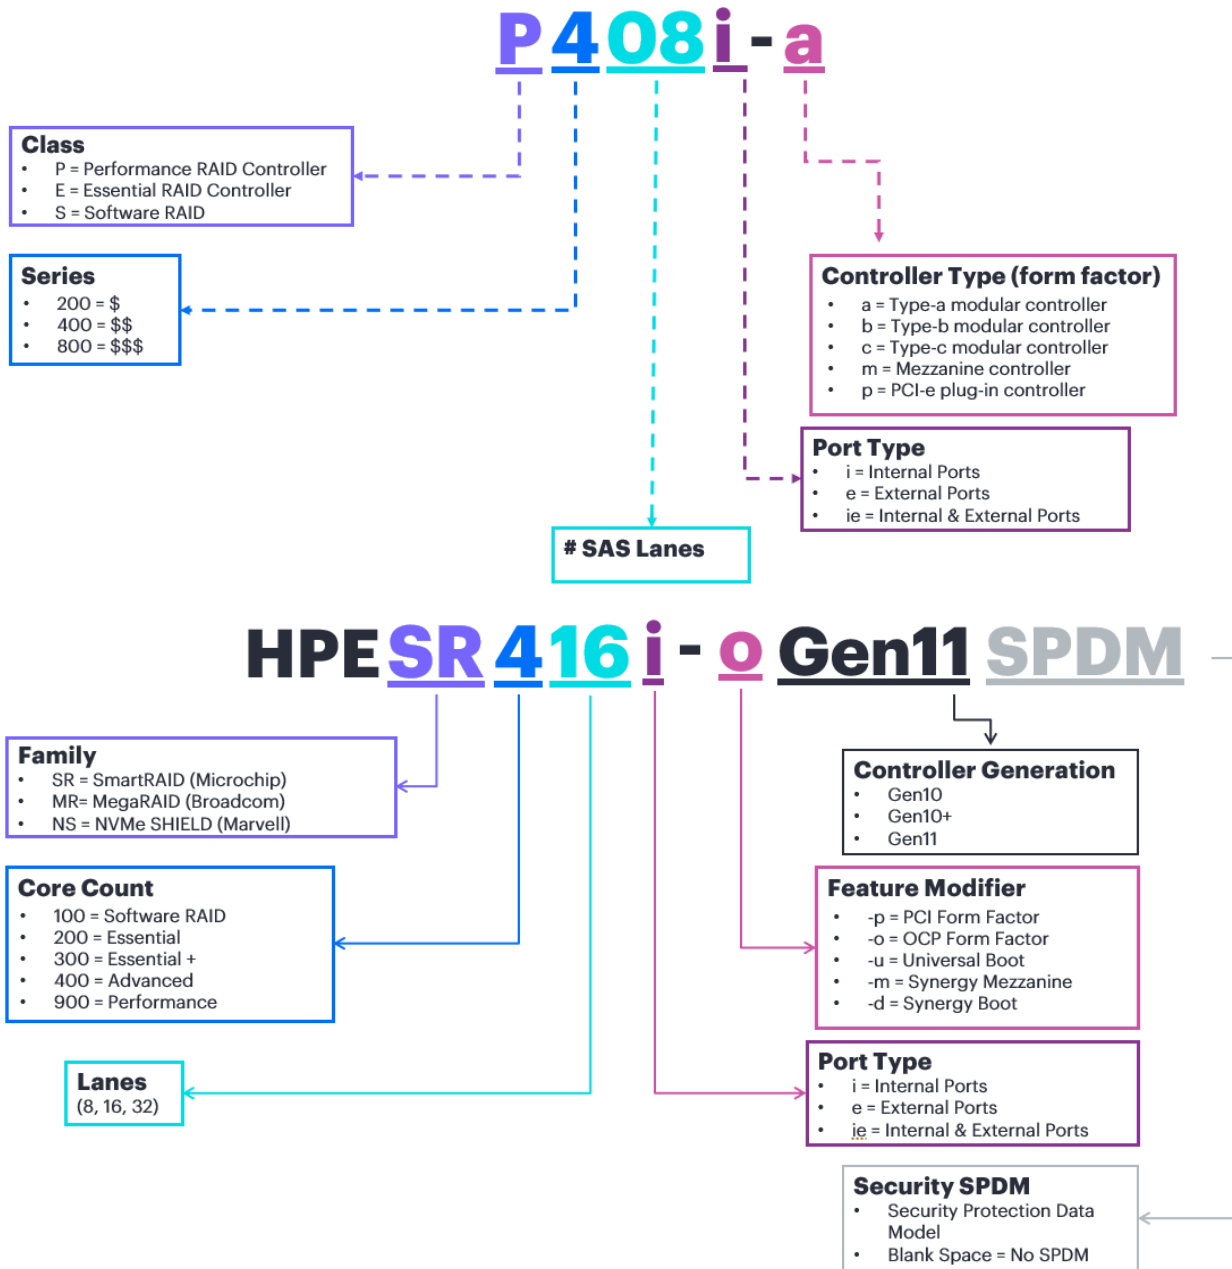 P408i-a
Class
• P = Performance RAID Controller
• E = Essential RAID Controller
• S = Software RAID
Series
• 200 = $
• 400 = $$
• 800 = $$$
Controller Type (form factor)
• a = Type-a modular controller
• b = Type-b modular controller
• c = Type-c modular controller
• m = Mezzanine controller
• p = PCI-e plug-in controller
Port Type
• i = Internal Ports
• e = External Ports
• ie = Internal & External Ports
# SAS Lanes
HPE SR 416 i - o Gen11 SPDM
Family
• SR = SmartRAID (Microchip)
• MR= MegaRAID (Broadcom)
• NS = NVMe SHIELD (Marvell)
Controller Generation
• Gen10
• Gen10+
• Gen11
Core Count
• 100 = Software RAID
• 200 = Essential
• 300 = Essential +
• 400 = Advanced
• 900 = Performance
Feature Modifier
• -p = PCI Form Factor
• -o = OCP Form Factor
• -u = Universal Boot
• -m = Synergy Mezzanine
• -d = Synergy Boot
Lanes
(8, 16, 32)
Port Type
• i = Internal Ports
• e = External Ports
• ie = Internal & External Ports
Security SPDM
• Security Protection Data
Model
• Blank Space = No SPDM